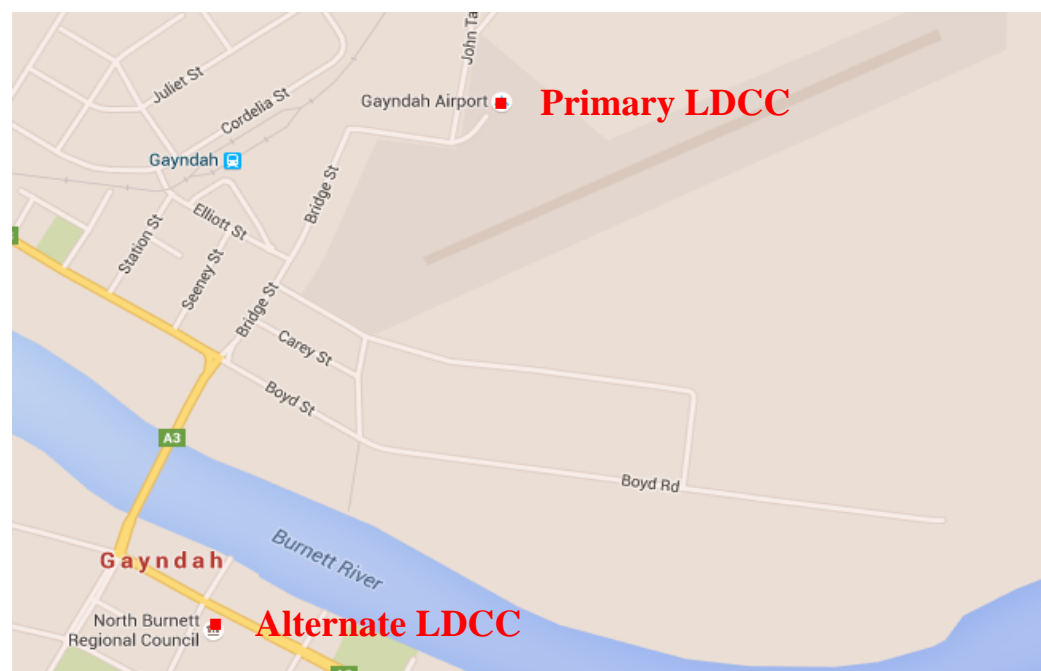 John Ta
Juliet St
Gayndah Airport
Primary LDCC
Cordelia St
Gayndah
Bridge St
Elliott St
Station St
Seeney St
Bridge St
Carey St
Boyd St
A3
Boyd Rd
Burnett River
Gayndah
North Burnett
Regional Council
Alternate LDCC